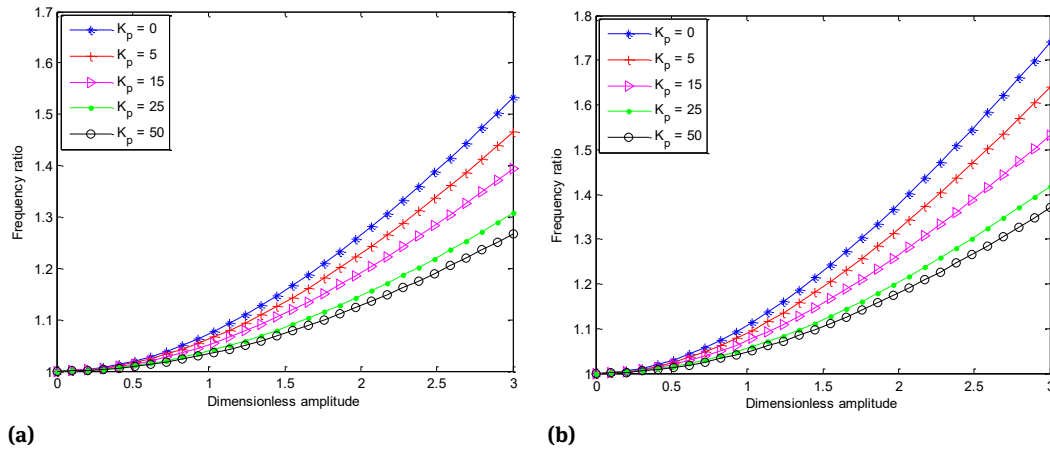 1.7
1.6
1.5
1.4
1.3
1.2
1.1
1
0
0.5
1
1.5
2
2.5
3
Frequency ratio
Dimensionless amplitude
K_p = 0
K_p = 5
K_p = 15
K_p = 25
K_p = 50
(a)
1.8
1.7
1.6
1.5
1.4
1.3
1.2
1.1
1
0
0.5
1
1.5
2
2.5
3
Frequency ratio
Dimensionless amplitude
K_p = 0
K_p = 5
K_p = 15
K_p = 25
K_p = 50
(b)